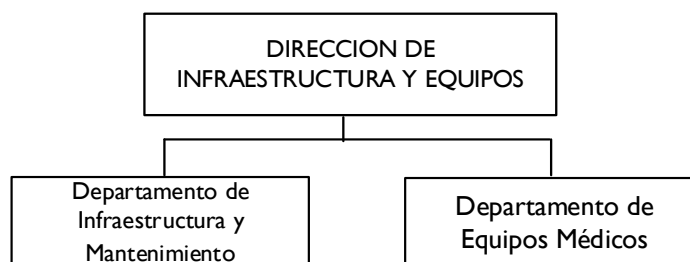 DIRECCION DE
INFRAESTRUCTURA Y EQUIPOS
Departamento de
Infraestructura y
Mantenimiento
Departamento de
Equipos Médicos